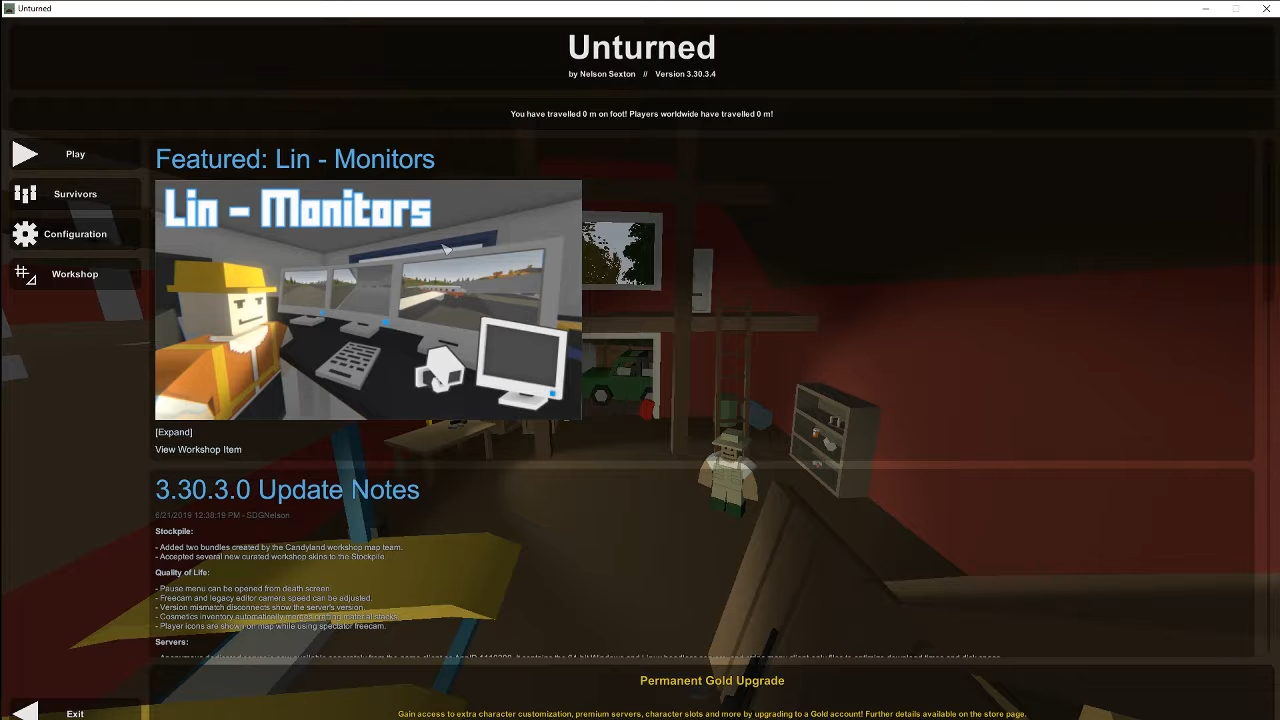 Unturned
Unturned
by Nelson Sexton // Version 3.30.3.4
You have travelled 0 m on foot! Players worldwide have travelled 0 m!
Play
Survivors
Configuration
Workshop
Featured: Lin - Monitors
Lin - Monitors
[Expand]
View Workshop Item
3.30.3.0 Update Notes
6/21/2019 12:38:19 PM - SDGNelson
Stockpile:
- Added two bundles created by the Candyland workshop map team.
- Accepted several new curated workshop skins to the Stockpile.
Quality of Life:
- Pause menu can be opened from death screen.
- Freecam and legacy editor camera speed can be adjusted.
- Version mismatch disconnects show the server's version.
- Cosmetics inventory automatically merges crafting material stacks.
- Player icons are shown on map while using spectator freecam.
Servers:
Permanent Gold Upgrade
Exit
Gain access to extra character customization, premium servers, character slots and more by upgrading to a Gold account! Further details available on the store page.